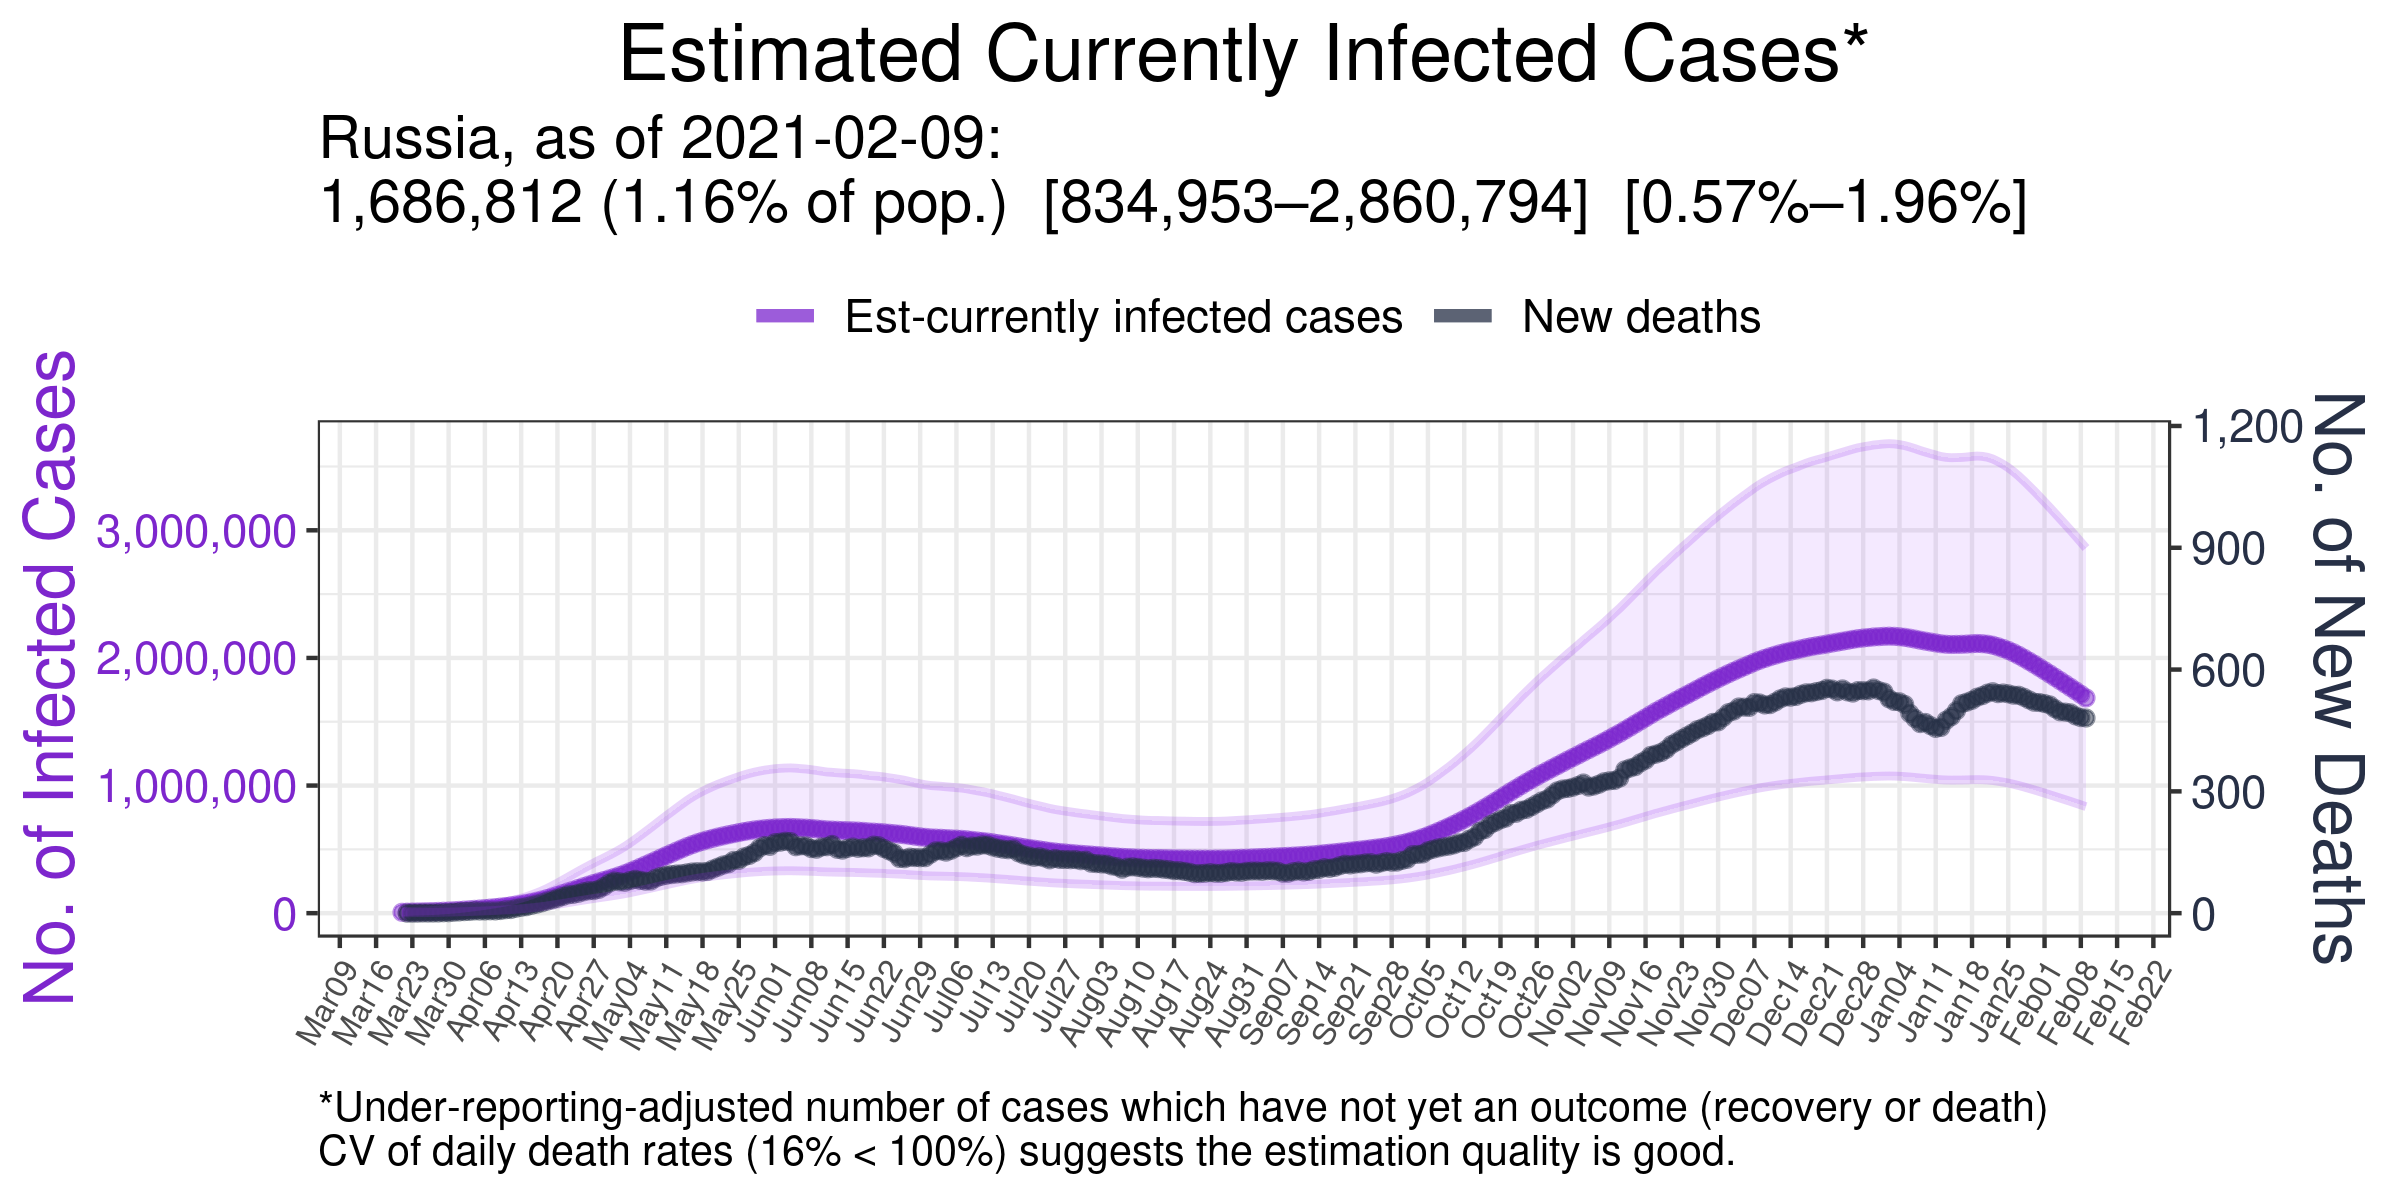 Estimated Currently Infected Cases*
Russia, as of 2021-02-09:
1,686,812 (1.16% of pop.) [834,953–2,860,794] [0.57%–1.96%]
Est-currently infected cases
New deaths
No. of Infected Cases
3,000,000
2,000,000
1,000,000
0
1,200
900
600
300
0
No. of New Deaths
Mar09
Mar16
Mar23
Mar30
Apr06
Apr13
Apr20
Apr27
May04
May11
May18
May25
Jun01
Jun08
Jun15
Jun22
Jun29
Jul06
Jul13
Jul20
Jul27
Aug03
Aug10
Aug17
Aug24
Aug31
Sep07
Sep14
Sep21
Sep28
Oct05
Oct12
Oct19
Oct26
Nov02
Nov09
Nov16
Nov23
Nov30
Dec07
Dec14
Dec21
Dec28
Jan04
Jan11
Jan18
Jan25
Feb01
Feb08
Feb15
Feb22
*Under-reporting-adjusted number of cases which have not yet an outcome (recovery or death)
CV of daily death rates (16% < 100%) suggests the estimation quality is good.